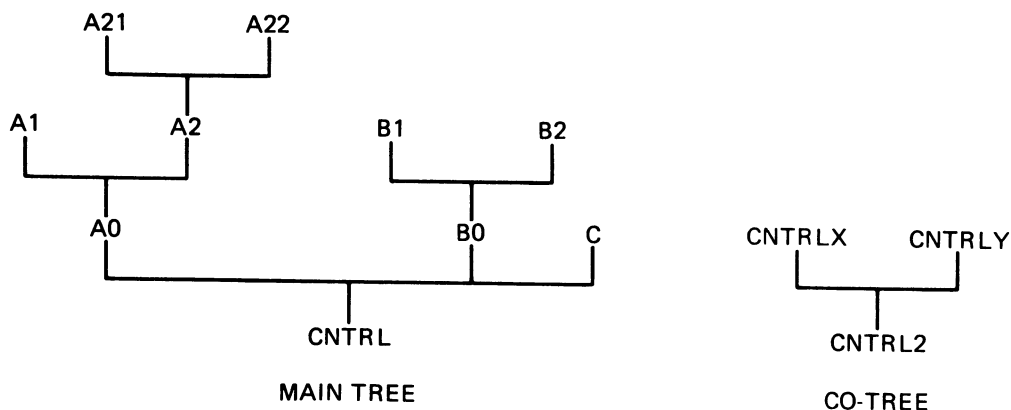 A21 A22
A1 A2 B1 B2
A0 B0 C CNTRLX CNTRLY
CNTRL CNTRL2
MAIN TREE CO-TREE